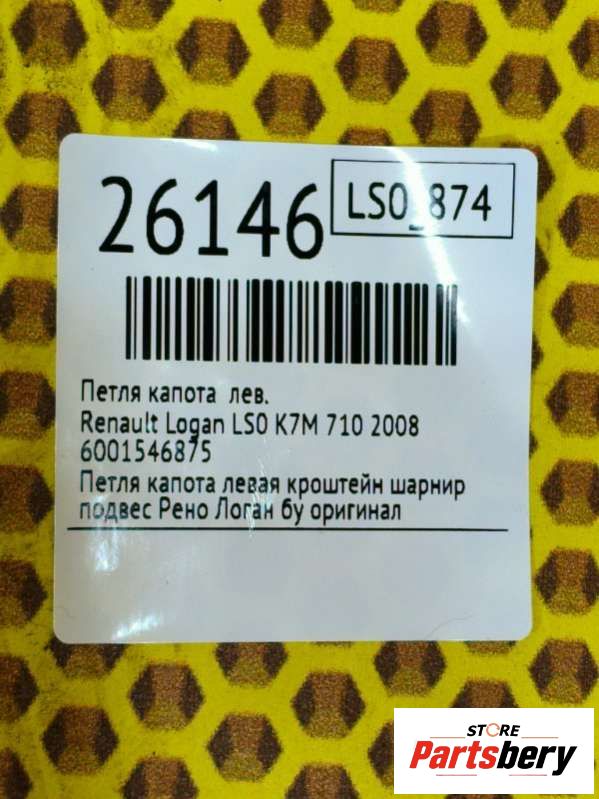 26146
LS0_874
Петля капота лев.
Renault Logan LS0 K7M 710 2008
6001546875
Петля капота левая кроштейн шарнир
подвес Рено Логан бу оригинал
STORE
Partsbery